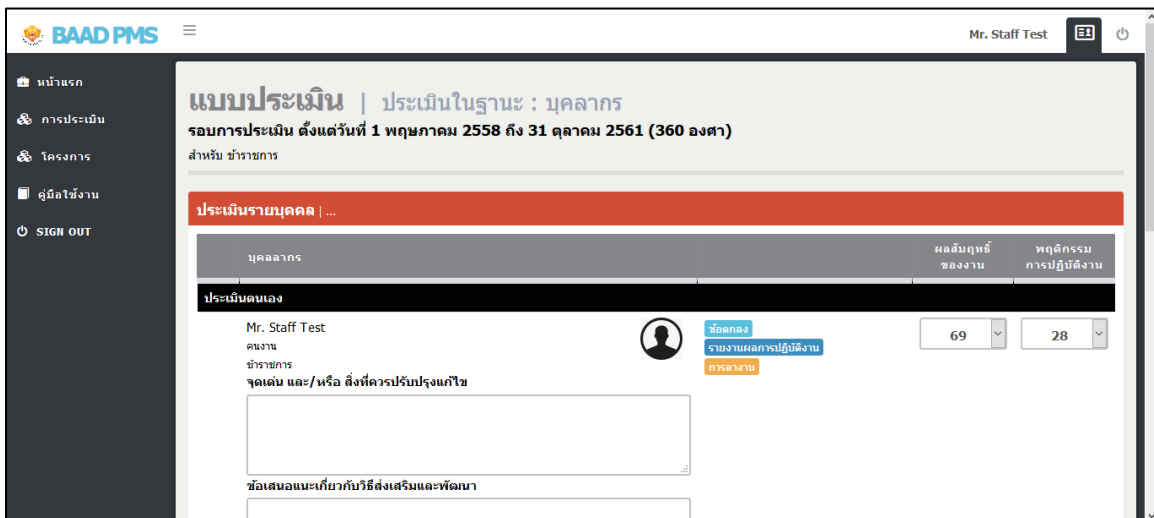 BAAD PMS
Mr. Staff Test
หน้าแรก
การประเมิน
โครงการ
คู่มือใช้งาน
SIGN OUT
แบบประเมิน | ประเมินในฐานะ : บุคลากร
รอบการประเมิน ตั้งแต่วันที่ 1 พฤษภาคม 2558 ถึง 31 ตุลาคม 2561 (360 องศา)
สำหรับ ข้าราชการ
ประเมินรายบุคคล | ...
บุคลากร
ผลสัมฤทธิ์
ของงาน
พฤติกรรม
การปฏิบัติงาน
ประเมินตนเอง
Mr. Staff Test
คนงาน
ข้าราชการ
ข้อตกลง
รายงานผลการปฏิบัติงาน
การลางาน
69
28
จุดเด่น และ/หรือ สิ่งที่ควรปรับปรุงแก้ไข
ข้อเสนอแนะเกี่ยวกับวิธีส่งเสริมและพัฒนา